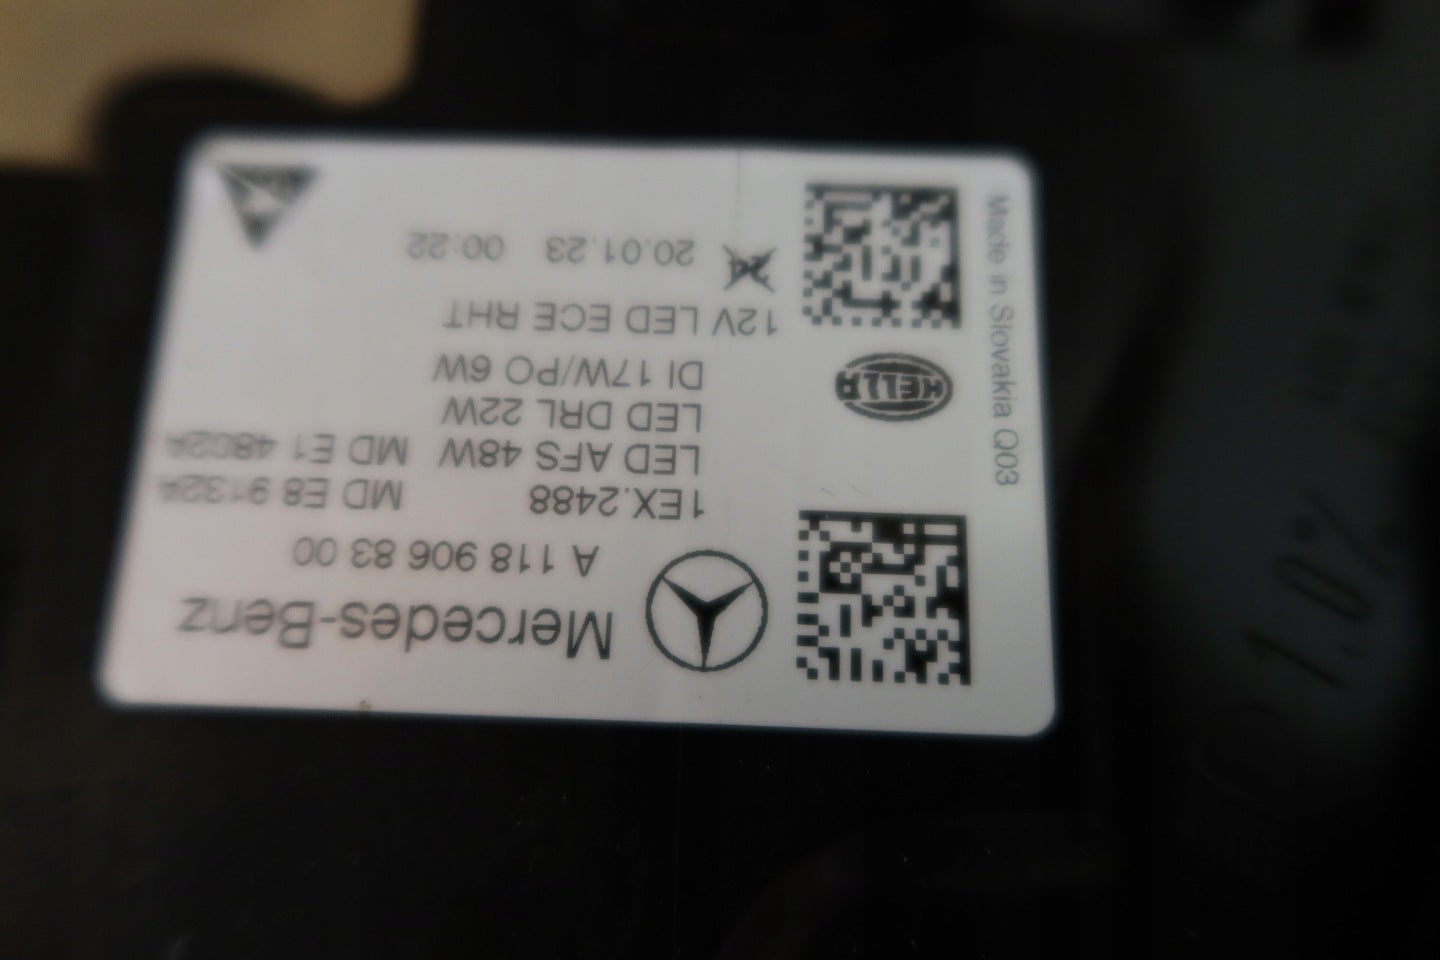 Mercedes-Benz
A 118 906 83 00
1EX.2488 MD E8 9132A
LED AFS 48W MD E1 4802A
LED DRL 22W
DI 17W/PO 6W
12V LED ECE RHT
20.01.23 00:22
HELLA
Made in Slovakia Q03
1.0%